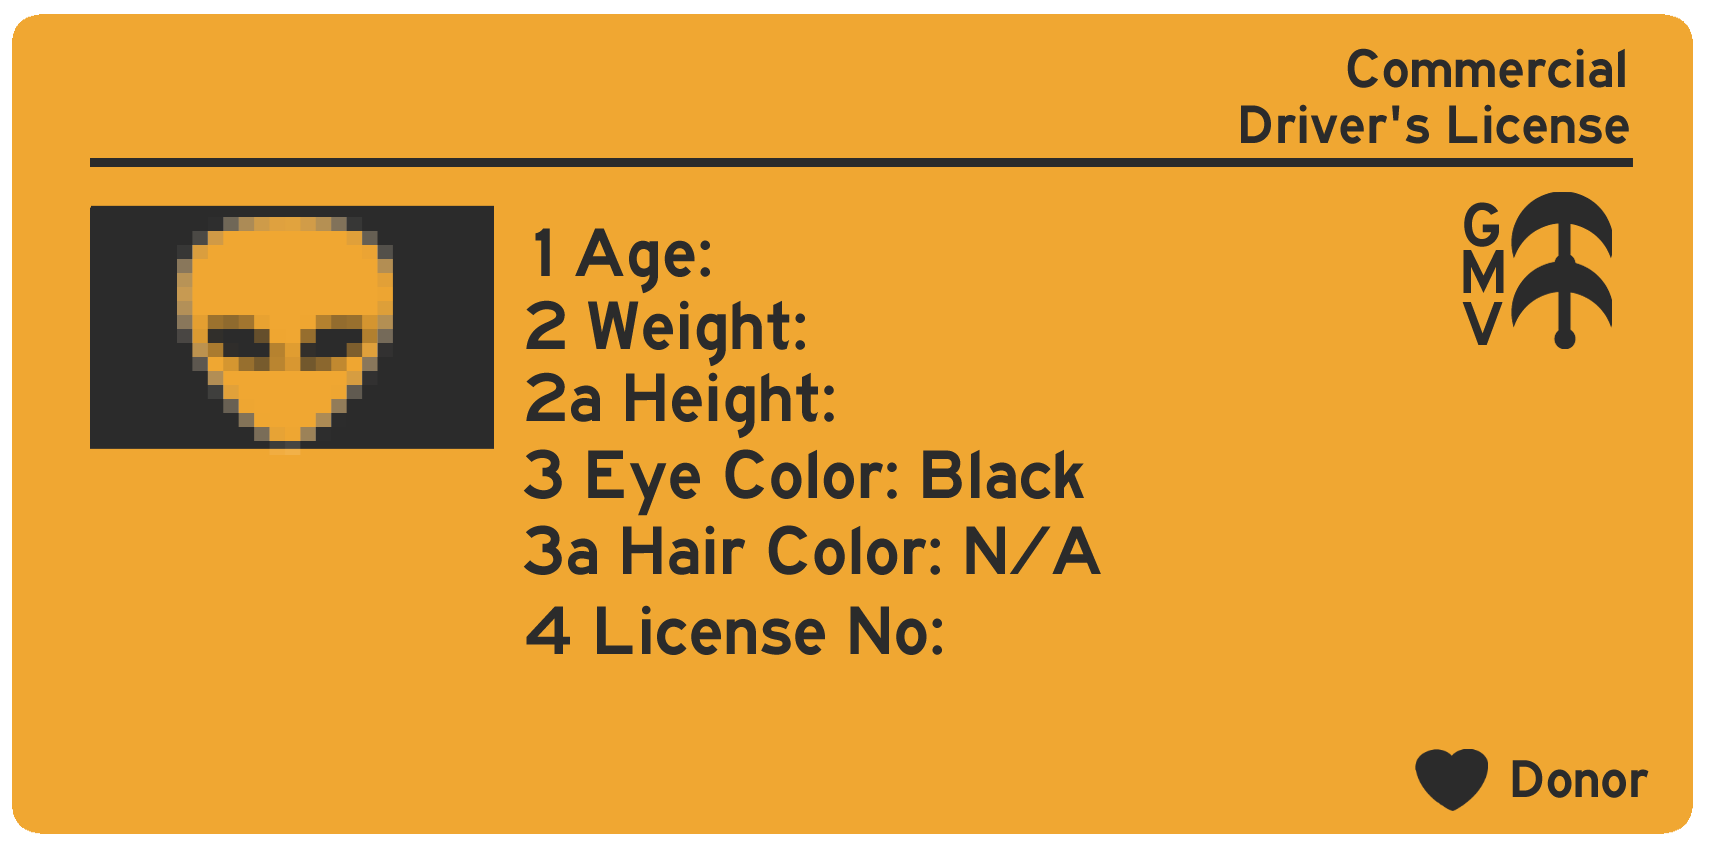 Commercial
Driver's License
G
M
V
1 Age:
2 Weight:
2a Height:
3 Eye Color: Black
3a Hair Color: N/A
4 License No:
Donor